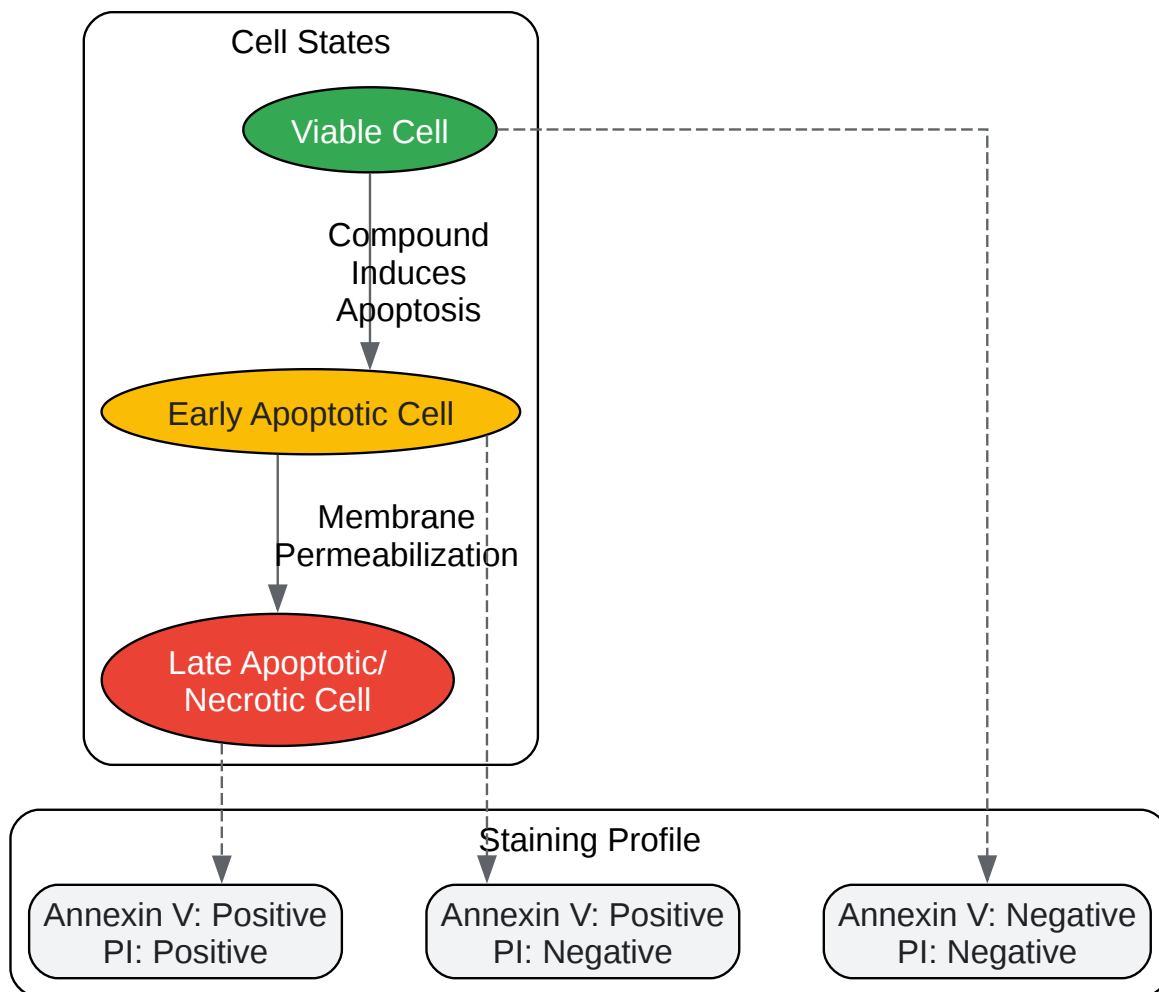 Cell States
Viable Cell
Compound
Induces
Apoptosis
Early Apoptotic Cell
Membrane
Permeabilization
Late Apoptotic/
Necrotic Cell
Staining Profile
Annexin V: Positive
PI: Positive
Annexin V: Positive
PI: Negative
Annexin V: Negative
PI: Negative